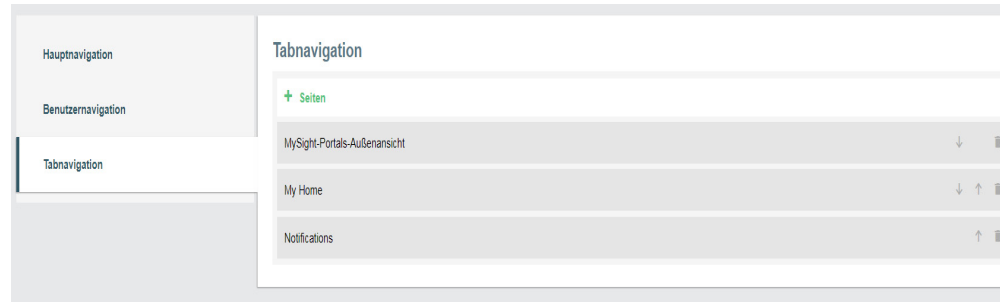 Hauptnavigation
Benutzernavigation
Tabnavigation
Tabnavigation
+ Seiten
MySight-Portals-Außenansicht
My Home
Notifications